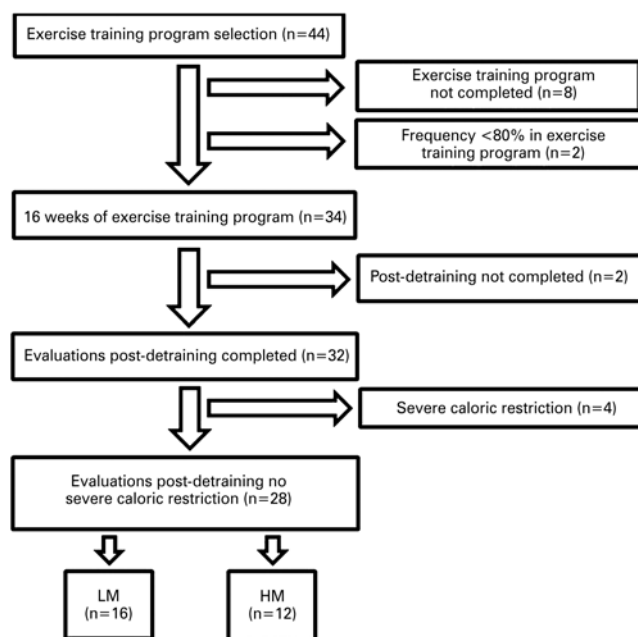 Exercise training program selection (n=44)
Exercise training program
not completed (n=8)
Frequency <80% in exercise
training program (n=2)
16 weeks of exercise training program (n=34)
Post-detraining not completed (n=2)
Evaluations post-detraining completed (n=32)
Severe caloric restriction (n=4)
Evaluations post-detraining no
severe caloric restriction (n=28)
LM
(n=16)
HM
(n=12)